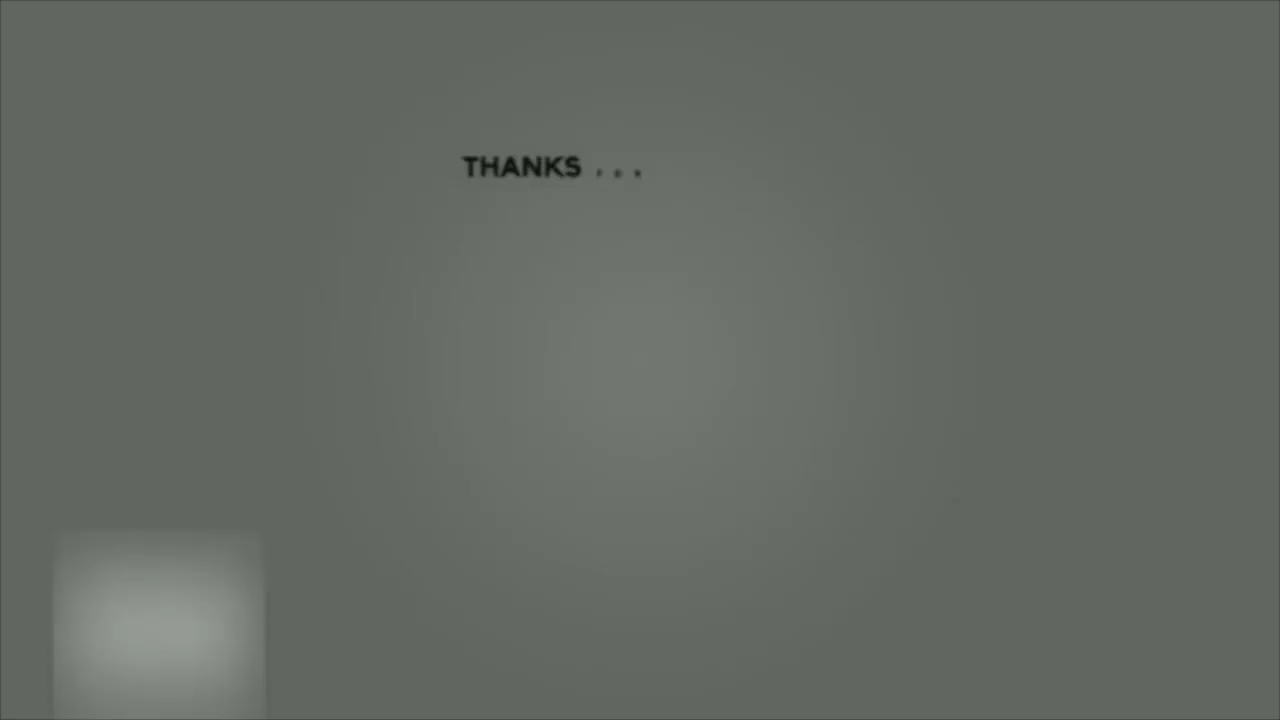 THANKS . . .